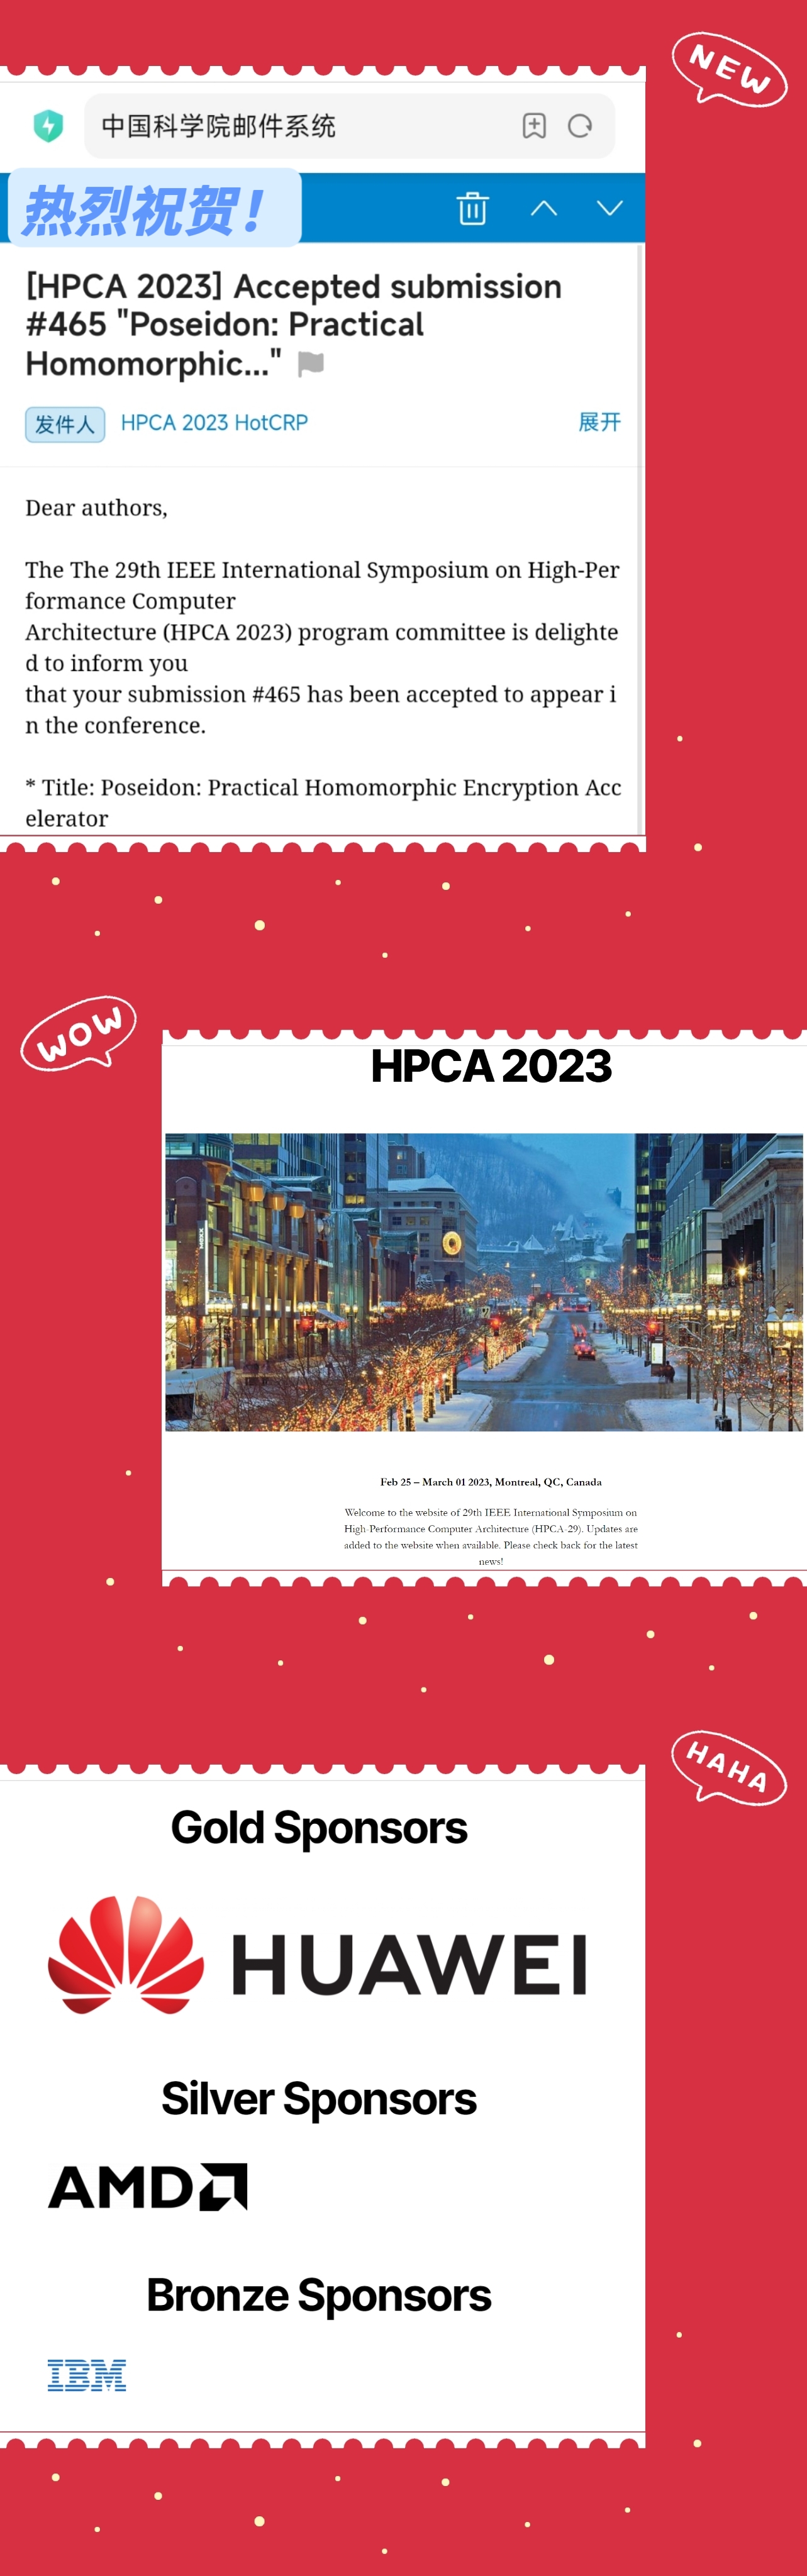 NEW
中国科学院邮件系统
热烈祝贺！
[HPCA 2023] Accepted submission
#465 "Poseidon: Practical
Homomorphic..."
发件人 HPCA 2023 HotCRP 展开
Dear authors,
The The 29th IEEE International Symposium on High-Per
formance Computer
Architecture (HPCA 2023) program committee is delighte
d to inform you
that your submission #465 has been accepted to appear i
n the conference.
* Title: Poseidon: Practical Homomorphic Encryption Acc
elerator
WOW
HPCA 2023
Feb 25 – March 01 2023, Montreal, QC, Canada
Welcome to the website of 29th IEEE International Symposium on
High-Performance Computer Architecture (HPCA-29). Updates are
added to the website when available. Please check back for the latest
news!
HAHA
Gold Sponsors
HUAWEI
Silver Sponsors
AMD
Bronze Sponsors
IBM